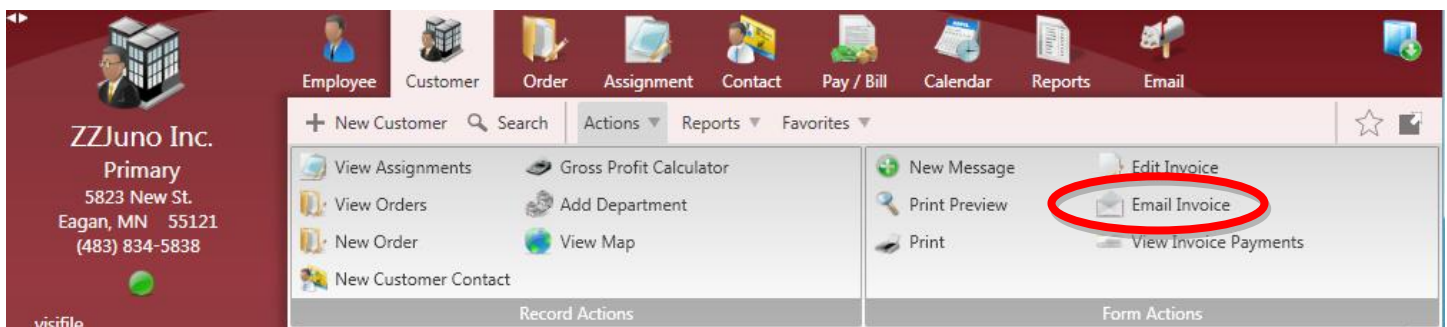 Employee Customer Order Assignment Contact Pay / Bill Calendar Reports Email
ZZJuno Inc.
Primary
5823 New St.
Eagan, MN 55121
(483) 834-5838
visifile
New Customer Search Actions Reports Favorites
View Assignments Gross Profit Calculator
View Orders Add Department
New Order View Map
New Customer Contact
Record Actions
New Message Edit Invoice
Print Preview Email Invoice
Print View Invoice Payments
Form Actions